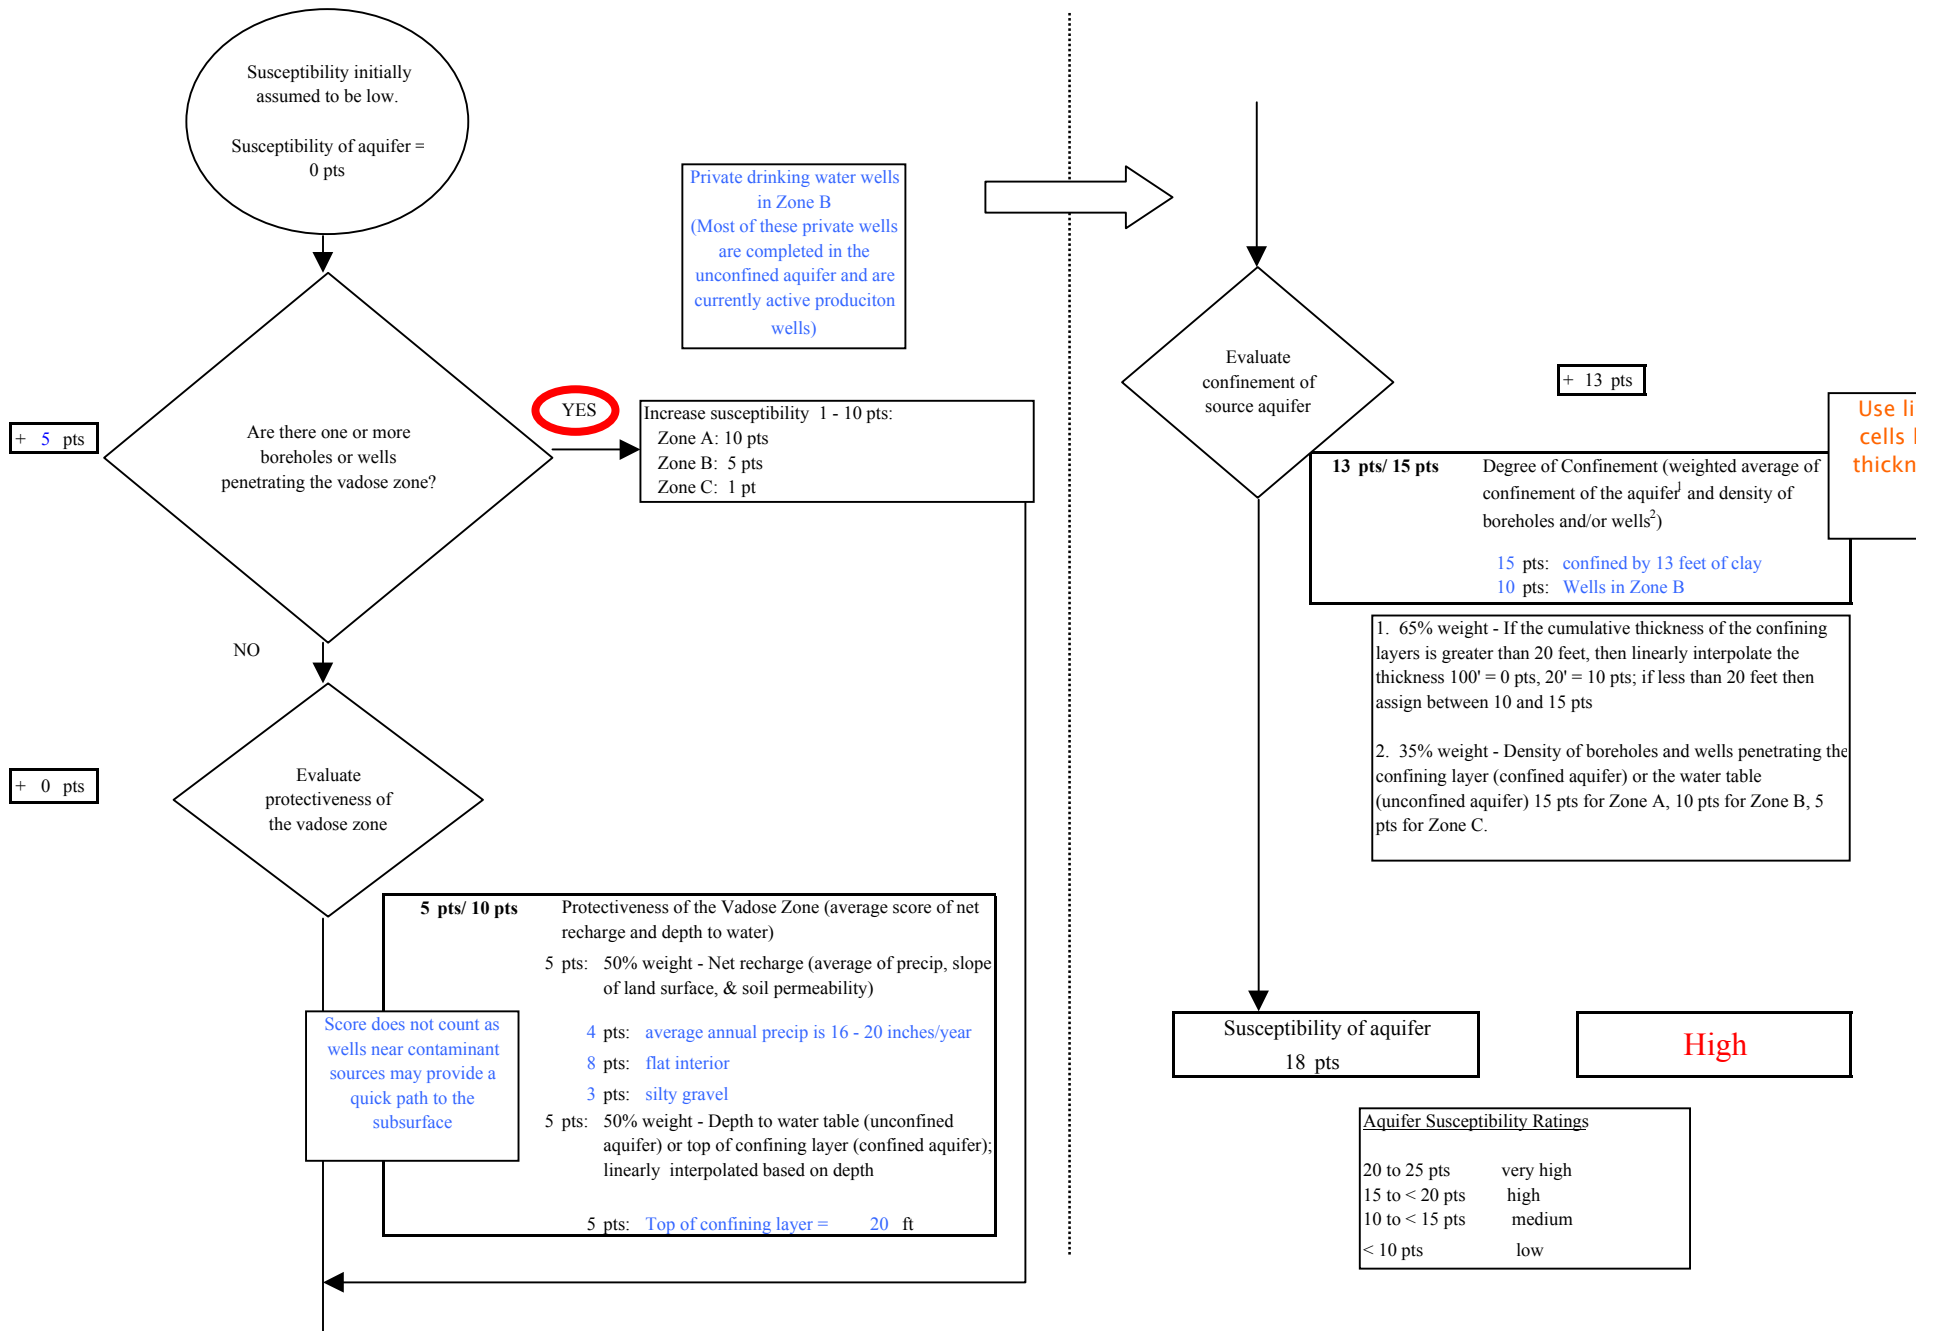 Susceptibility initially
assumed to be low.
Susceptibility of aquifer =
0 pts
Private drinking water wells
in Zone B
(Most of these private wells
are completed in the
unconfined aquifer and are
currently active produciton
wells)
YES
+ 5 pts
Are there one or more
boreholes or wells
penetrating the vadose zone?
Increase susceptibility 1 - 10 pts:
Zone A: 10 pts
Zone B: 5 pts
Zone C: 1 pt
NO
+ 0 pts
Evaluate
protectiveness of
the vadose zone
5 pts/ 10 pts
Protectiveness of the Vadose Zone (average score of net
recharge and depth to water)
5 pts: 50% weight - Net recharge (average of precip, slope
of land surface, & soil permeability)
4 pts: average annual precip is 16 - 20 inches/year
8 pts: flat interior
3 pts: silty gravel
5 pts: 50% weight - Depth to water table (unconfined
aquifer) or top of confining layer (confined aquifer);
linearly interpolated based on depth
5 pts: Top of confining layer = 20 ft
Score does not count as
wells near contaminant
sources may provide a
quick path to the
subsurface
Evaluate
confinement of
source aquifer
+ 13 pts
Use li
cells
thickn
13 pts/ 15 pts
Degree of Confinement (weighted average of
confinement of the aquifer1 and density of
boreholes and/or wells2)
15 pts: confined by 13 feet of clay
10 pts: Wells in Zone B
1. 65% weight - If the cumulative thickness of the confining
layers is greater than 20 feet, then linearly interpolate the
thickness 100' = 0 pts, 20' = 10 pts; if less than 20 feet then
assign between 10 and 15 pts
2. 35% weight - Density of boreholes and wells penetrating the
confining layer (confined aquifer) or the water table
(unconfined aquifer) 15 pts for Zone A, 10 pts for Zone B, 5
pts for Zone C.
Susceptibility of aquifer
18 pts
High
Aquifer Susceptibility Ratings
20 to 25 pts very high
15 to < 20 pts high
10 to < 15 pts medium
< 10 pts low